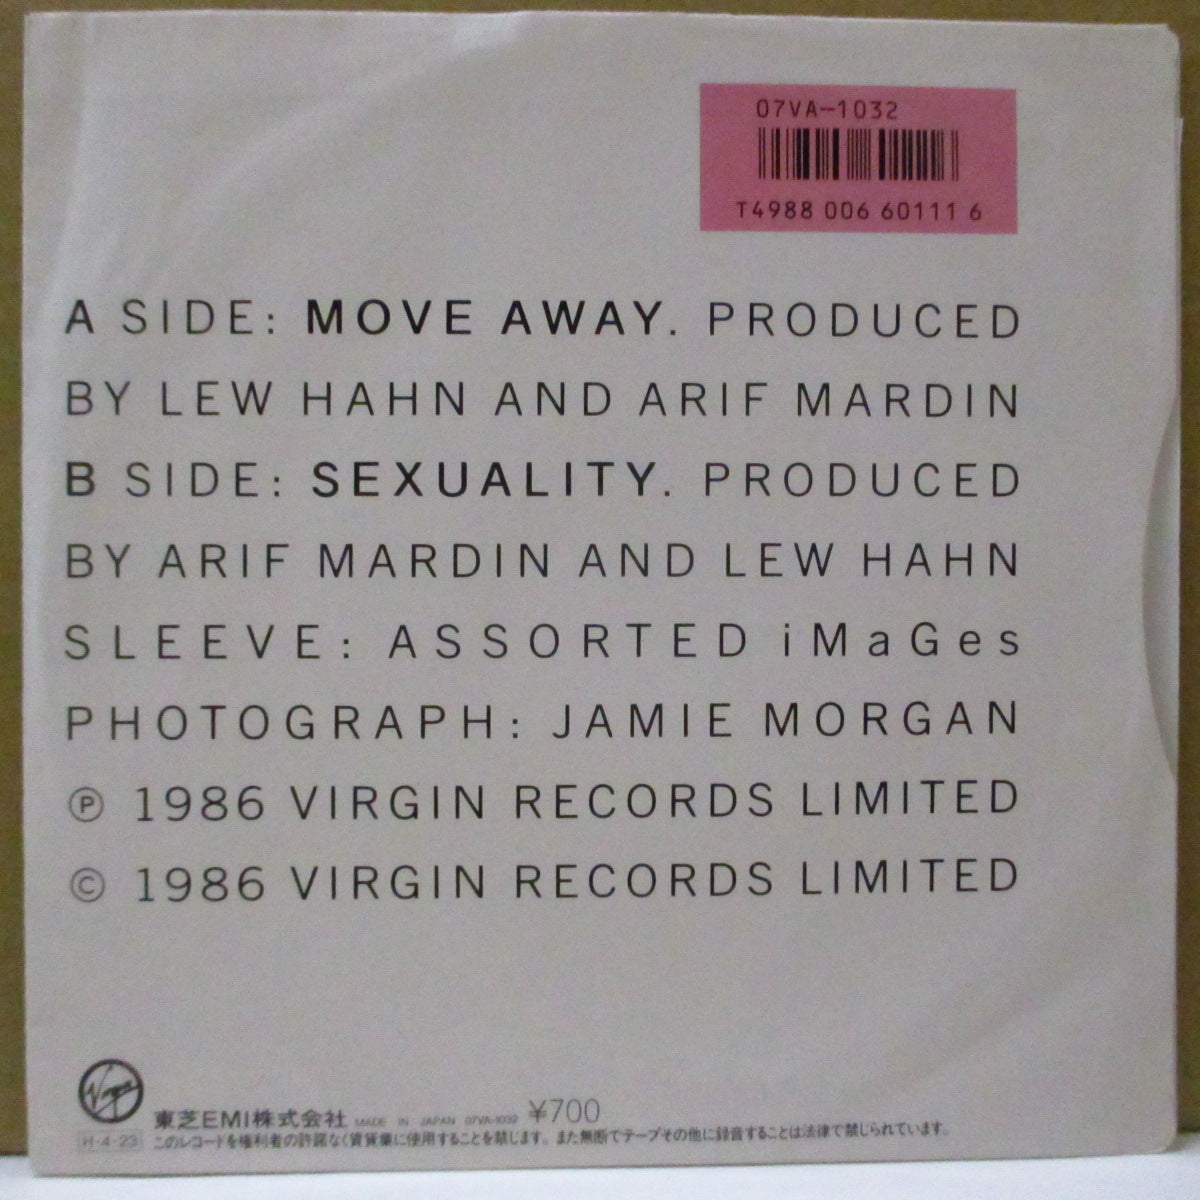 07VA-1032
T4988 006 60111 6
A SIDE: MOVE AWAY. PRODUCED
BY LEW HAHN AND ARIF MARDIN
B SIDE: SEXUALITY. PRODUCED
BY ARIF MARDIN AND LEW HAHN
SLEEVE: ASSORTED iMaGes
PHOTOGRAPH: JAMIE MORGAN
℗ 1986 VIRGIN RECORDS LIMITED
© 1986 VIRGIN RECORDS LIMITED
Virgin
東芝EMI株式会社 MADE IN JAPAN 07VA-1032 ¥700
H-4-23 このレコードを権利者の許諾なく賃貸業に使用することを禁じます。また無断でテープその他に録音することは法律で禁じられています。